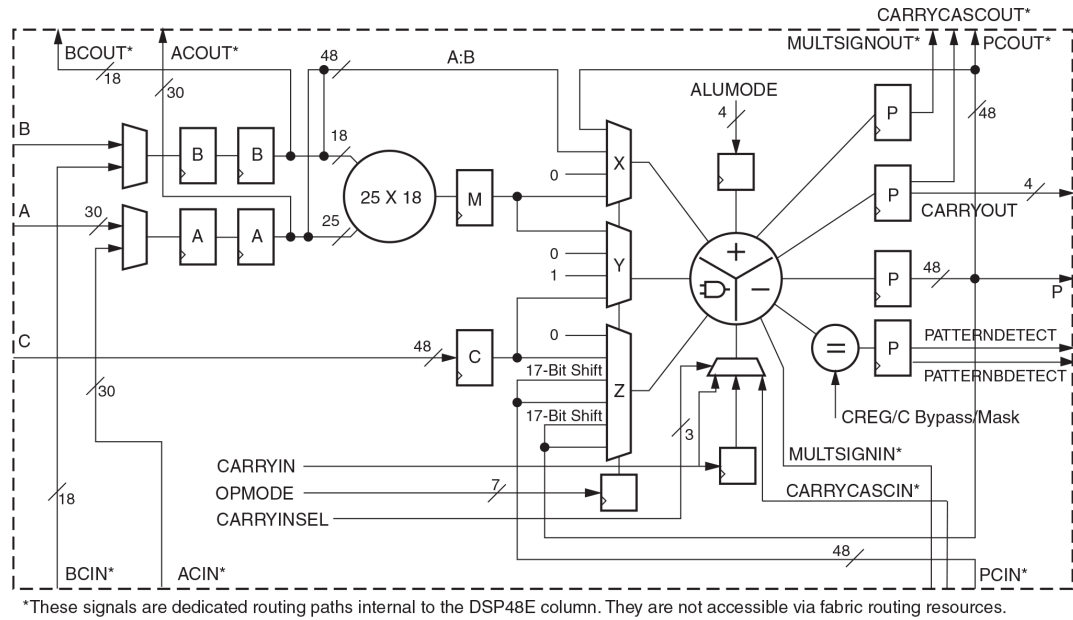 CARRYCASCOUT*
BCOUT* ACOUT* MULTSIGNOUT* PCOUT*
18 30 48 A:B
ALUMODE
4
P
48
B
B B 18
X
0
25 X 18
M
P
4
CARRYOUT
A
30
A A 25
0
Y
1
+
−
P
48
P
C
48
C
0
17-Bit Shift
Z
17-Bit Shift
=
P
PATTERNDETECT
PATTERNBDETECT
30
3
CREG/C Bypass/Mask
CARRYIN
MULTSIGNIN*
18
OPMODE
7
CARRYCASCIN*
CARRYINSEL
48
BCIN* ACIN* PCIN*
*These signals are dedicated routing paths internal to the DSP48E column. They are not accessible via fabric routing resources.